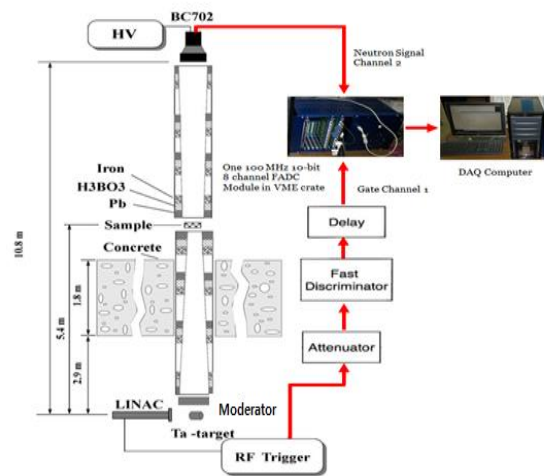 BC702
HV
Neutron Signal
Channel 2
Iron
H3BO3
Pb
Sample
Concrete
One 100 MHz 10-bit
8 channel FADC
Module in VME crate
Gate Channel 1
DAQ Computer
Delay
Fast
Discriminator
Attenuator
10.8 m
5.4 m
1.8 m
2.9 m
LINAC
Moderator
Ta -target
RF Trigger